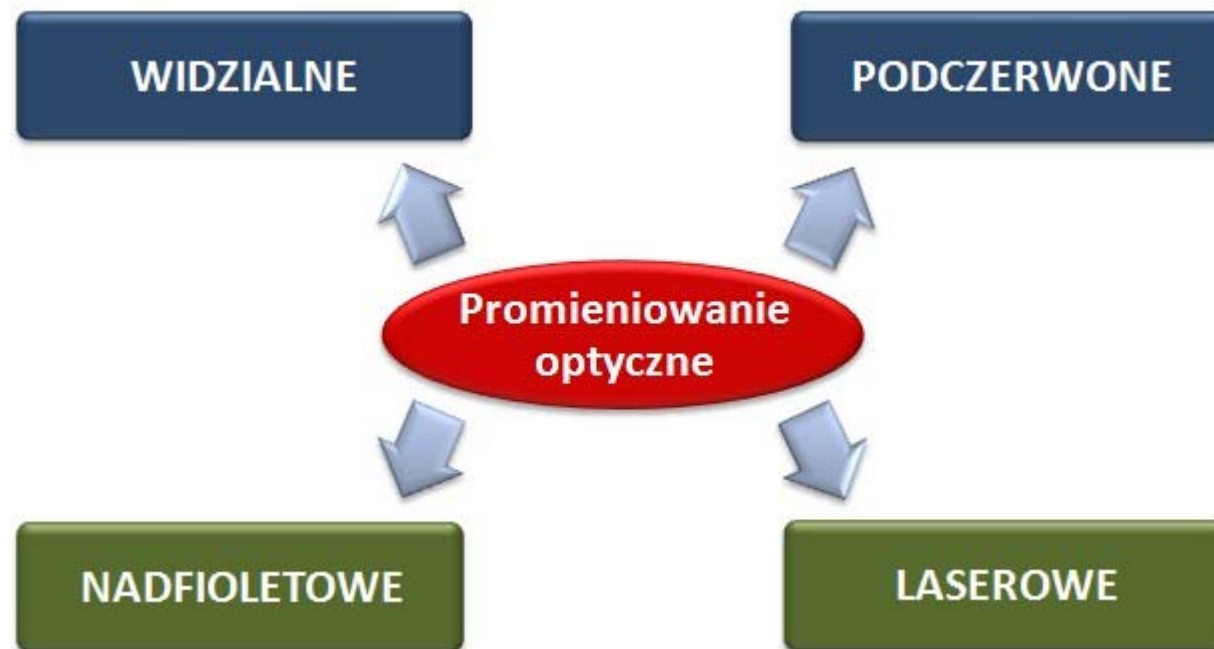 WIDZIALNE
PODCZERWONE
Promieniowanie
optyczne
NADFIOLETOWE
LASEROWE